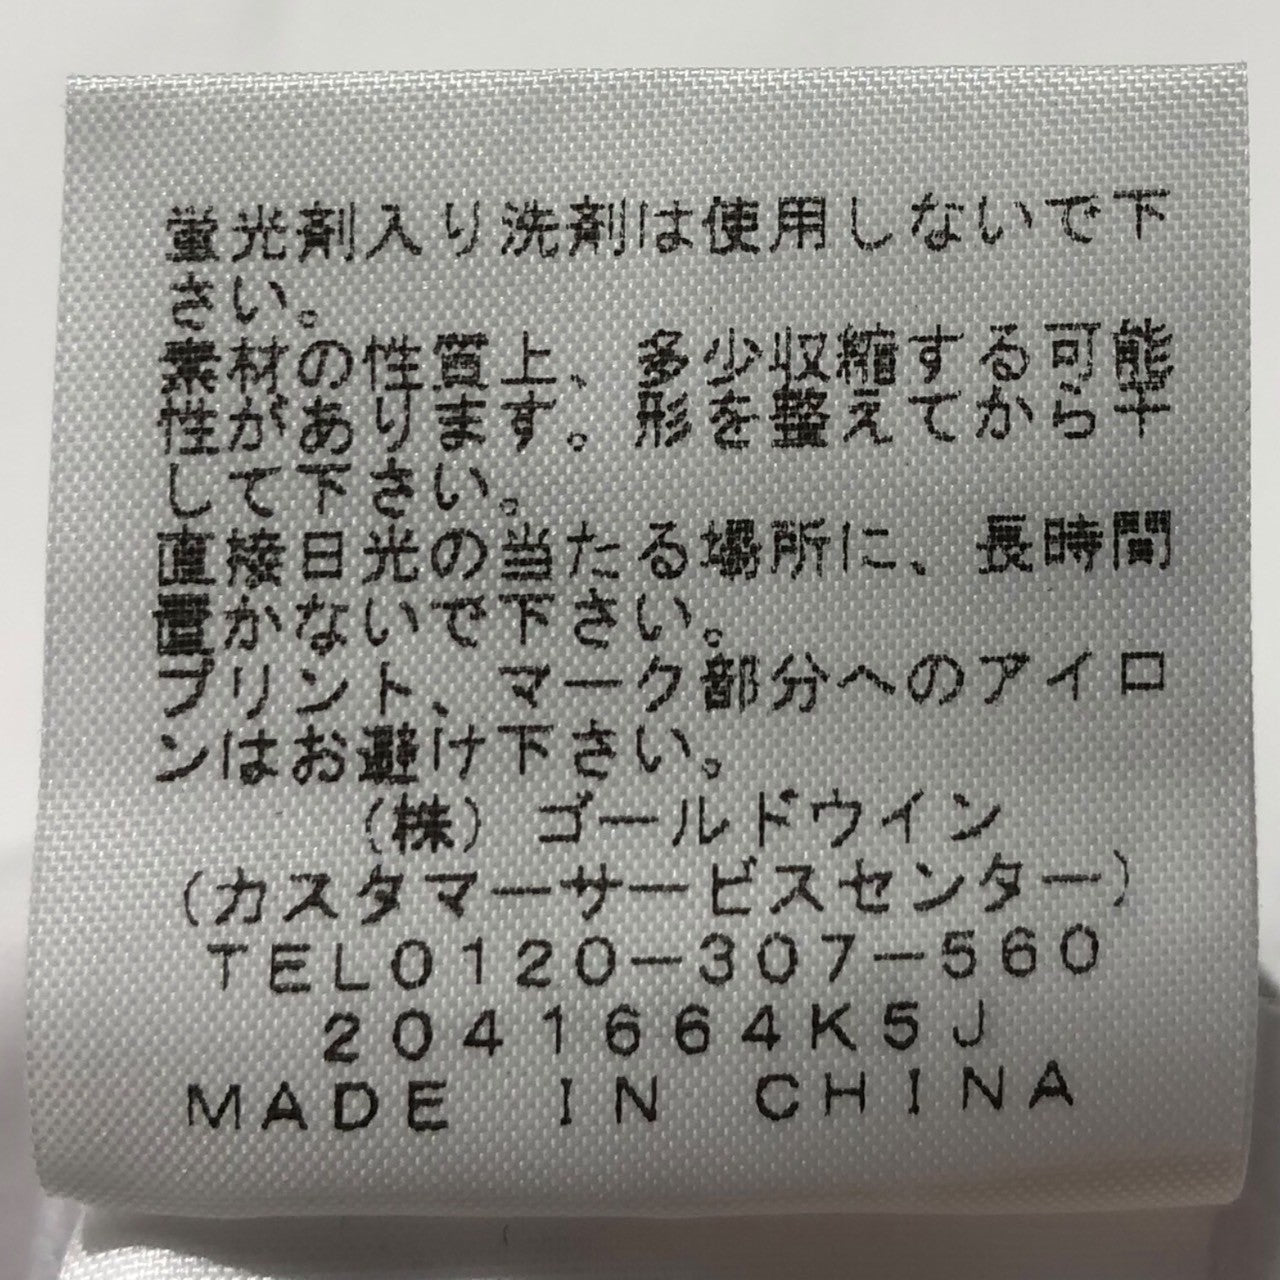 蛍光剤入り洗剤は使用しないで下
さい。
素材の性質上、多少収縮する可能
性があります。形を整えてから干
して下さい。
直接日光の当たる場所に、長時間
置かないで下さい。
プリント、マーク部分へのアイロ
ンはお避け下さい。
(株)ゴールドウイン
(カスタマーサービスセンター)
TEL0120-307-560
2041664K5J
MADE IN CHINA